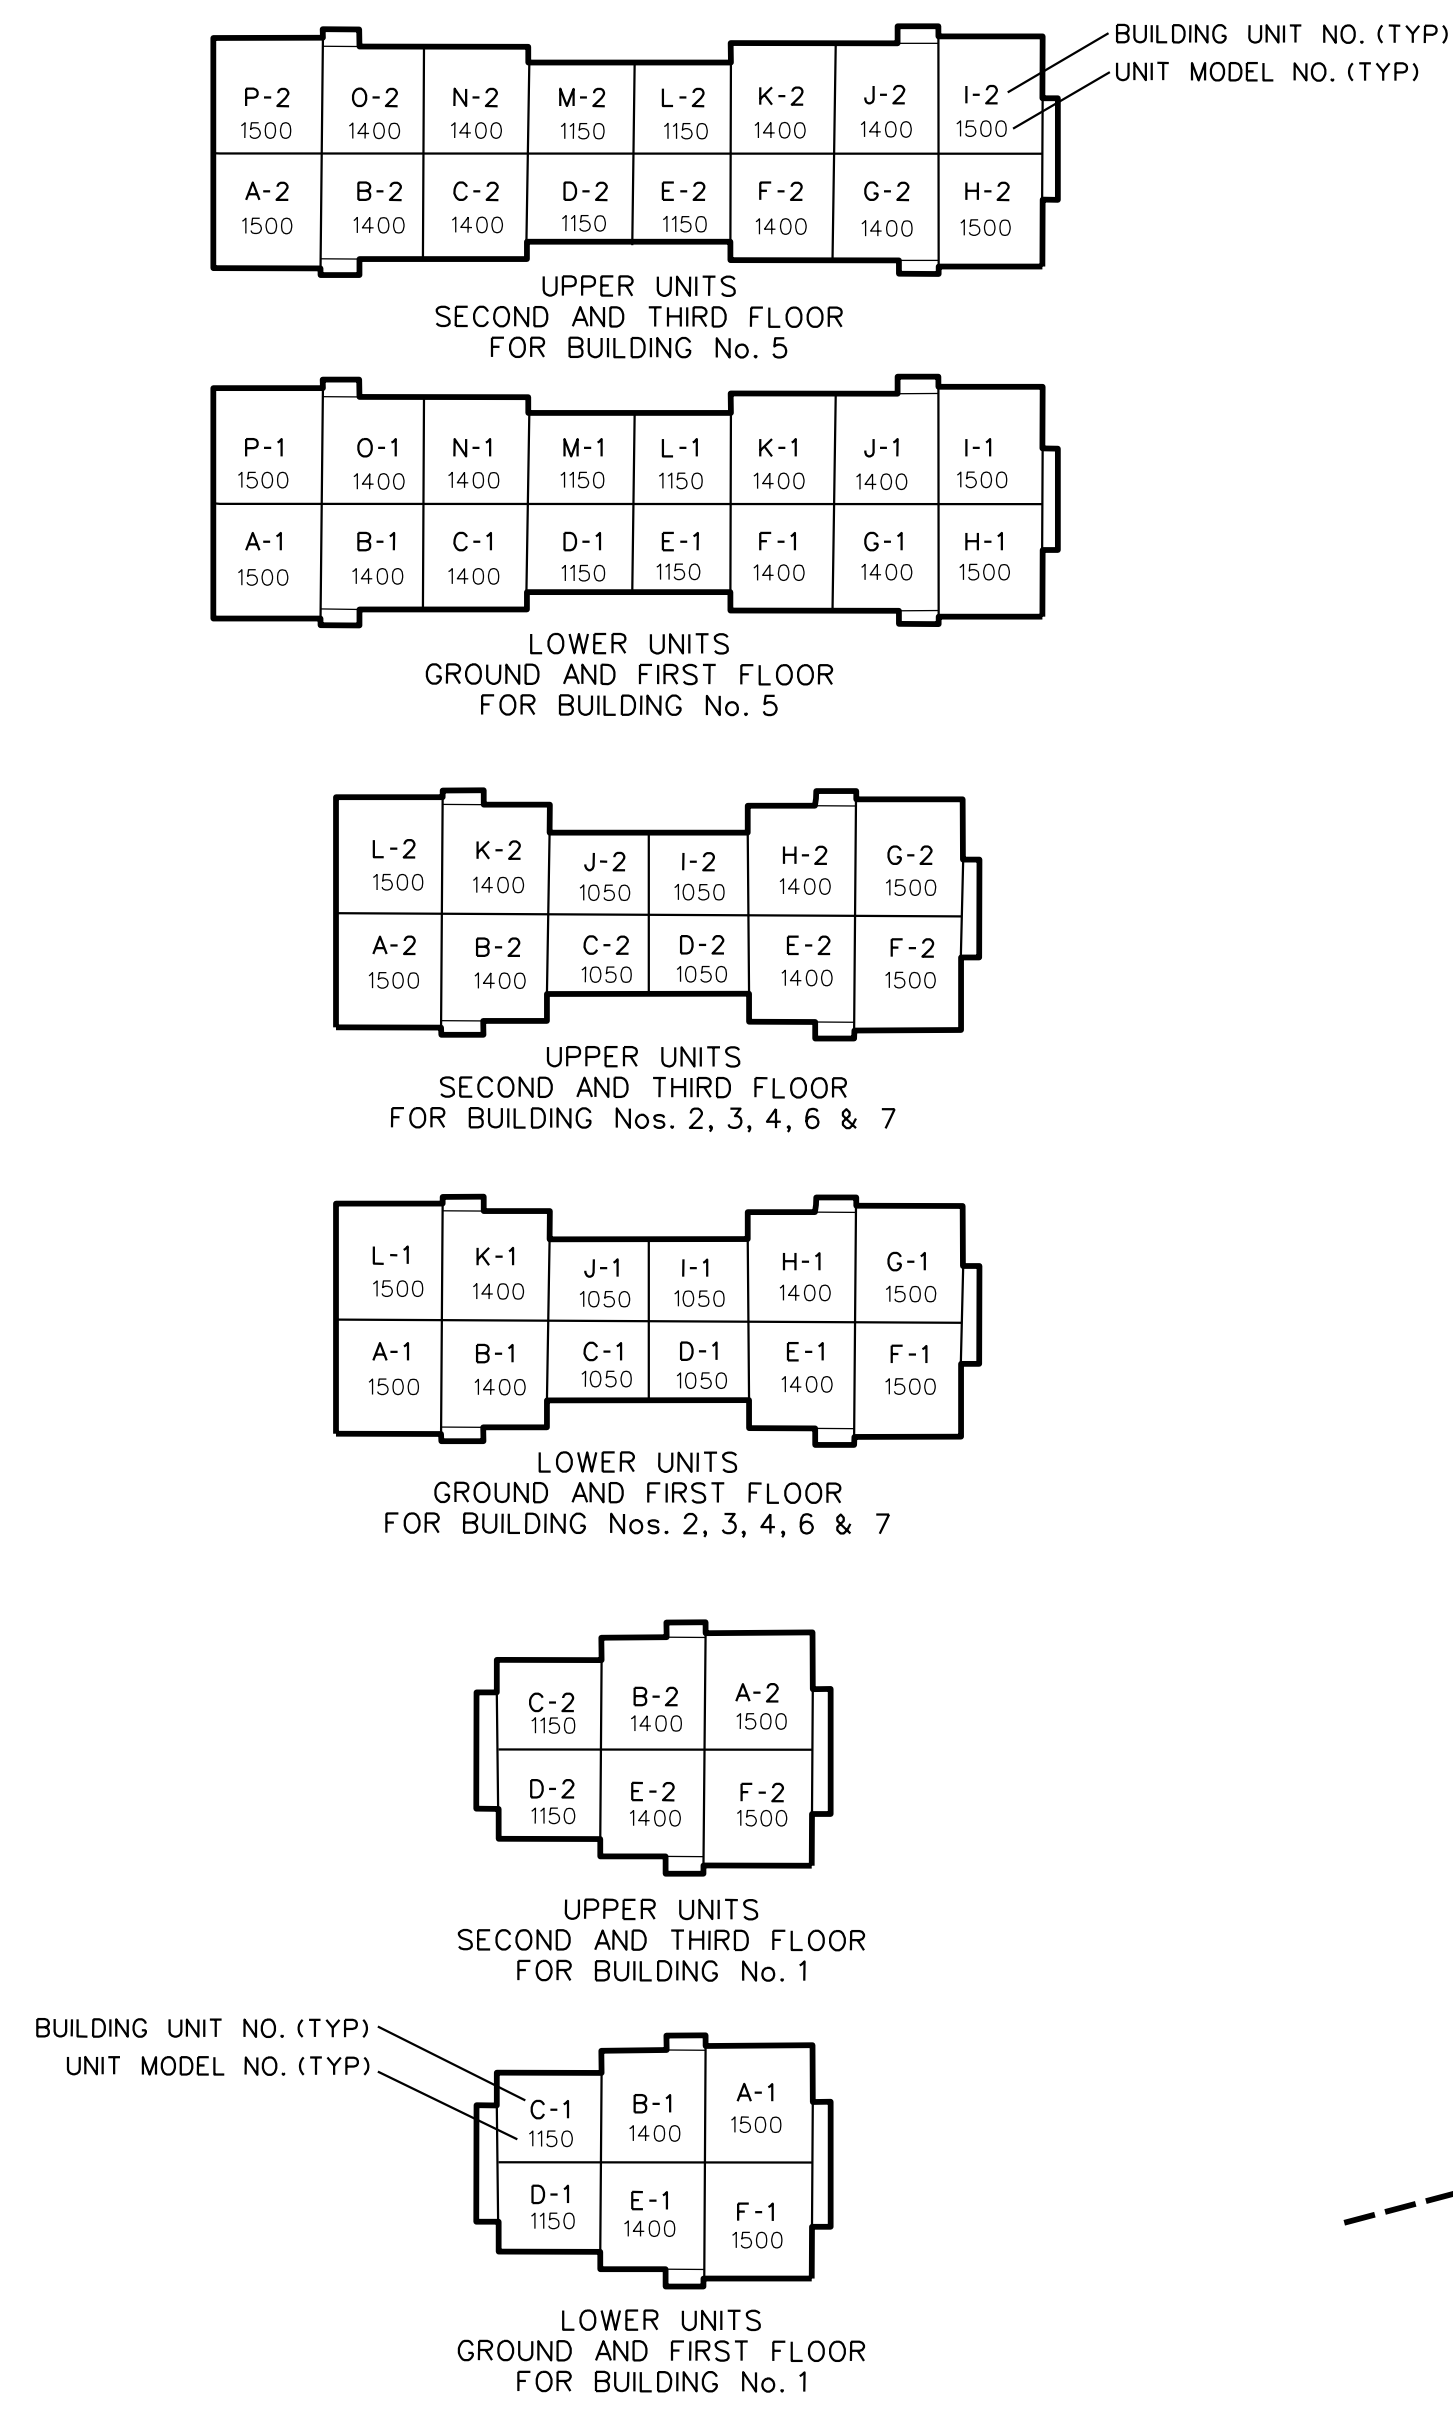 BUILDING UNIT NO. (TYP)
UNIT MODEL NO. (TYP)
P-2 O-2 N-2 M-2 L-2 K-2 J-2 I-2
1500 1400 1400 1150 1150 1400 1400 1500
A-2 B-2 C-2 D-2 E-2 F-2 G-2 H-2
1500 1400 1400 1150 1150 1400 1400 1500
UPPER UNITS
SECOND AND THIRD FLOOR
FOR BUILDING No. 5
P-1 O-1 N-1 M-1 L-1 K-1 J-1 I-1
1500 1400 1400 1150 1150 1400 1400 1500
A-1 B-1 C-1 D-1 E-1 F-1 G-1 H-1
1500 1400 1400 1150 1150 1400 1400 1500
LOWER UNITS
GROUND AND FIRST FLOOR
FOR BUILDING No. 5
L-2 K-2 J-2 I-2 H-2 G-2
1500 1400 1050 1050 1400 1500
A-2 B-2 C-2 D-2 E-2 F-2
1500 1400 1050 1050 1400 1500
UPPER UNITS
SECOND AND THIRD FLOOR
FOR BUILDING Nos. 2, 3, 4, 6 & 7
L-1 K-1 J-1 I-1 H-1 G-1
1500 1400 1050 1050 1400 1500
A-1 B-1 C-1 D-1 E-1 F-1
1500 1400 1050 1050 1400 1500
LOWER UNITS
GROUND AND FIRST FLOOR
FOR BUILDING Nos. 2, 3, 4, 6 & 7
C-2 B-2 A-2
1150 1400 1500
D-2 E-2 F-2
1150 1400 1500
UPPER UNITS
SECOND AND THIRD FLOOR
FOR BUILDING No. 1
BUILDING UNIT NO. (TYP)
UNIT MODEL NO. (TYP)
C-1 B-1 A-1
1150 1400 1500
D-1 E-1 F-1
1150 1400 1500
LOWER UNITS
GROUND AND FIRST FLOOR
FOR BUILDING No. 1